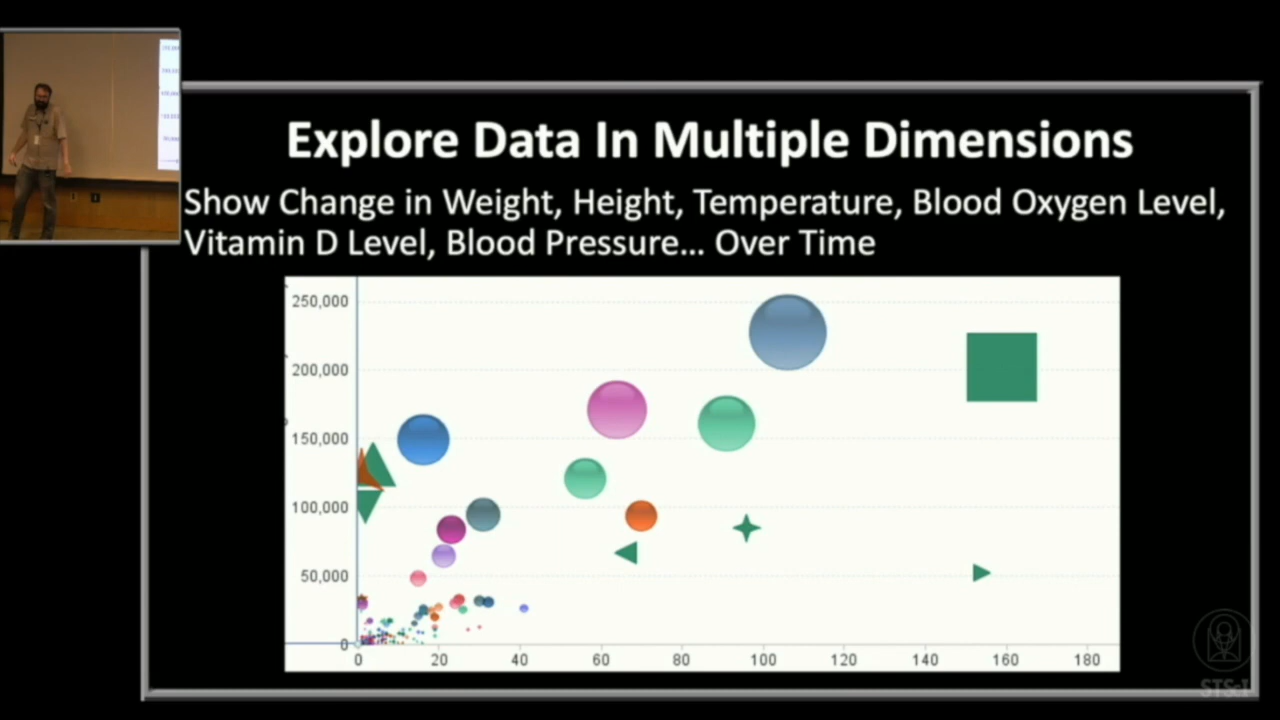 Explore Data In Multiple Dimensions
Show Change in Weight, Height, Temperature, Blood Oxygen Level,
Vitamin D Level, Blood Pressure... Over Time
250,000
200,000
150,000
100,000
50,000
0
0 20 40 60 80 100 120 140 160 180
STScI